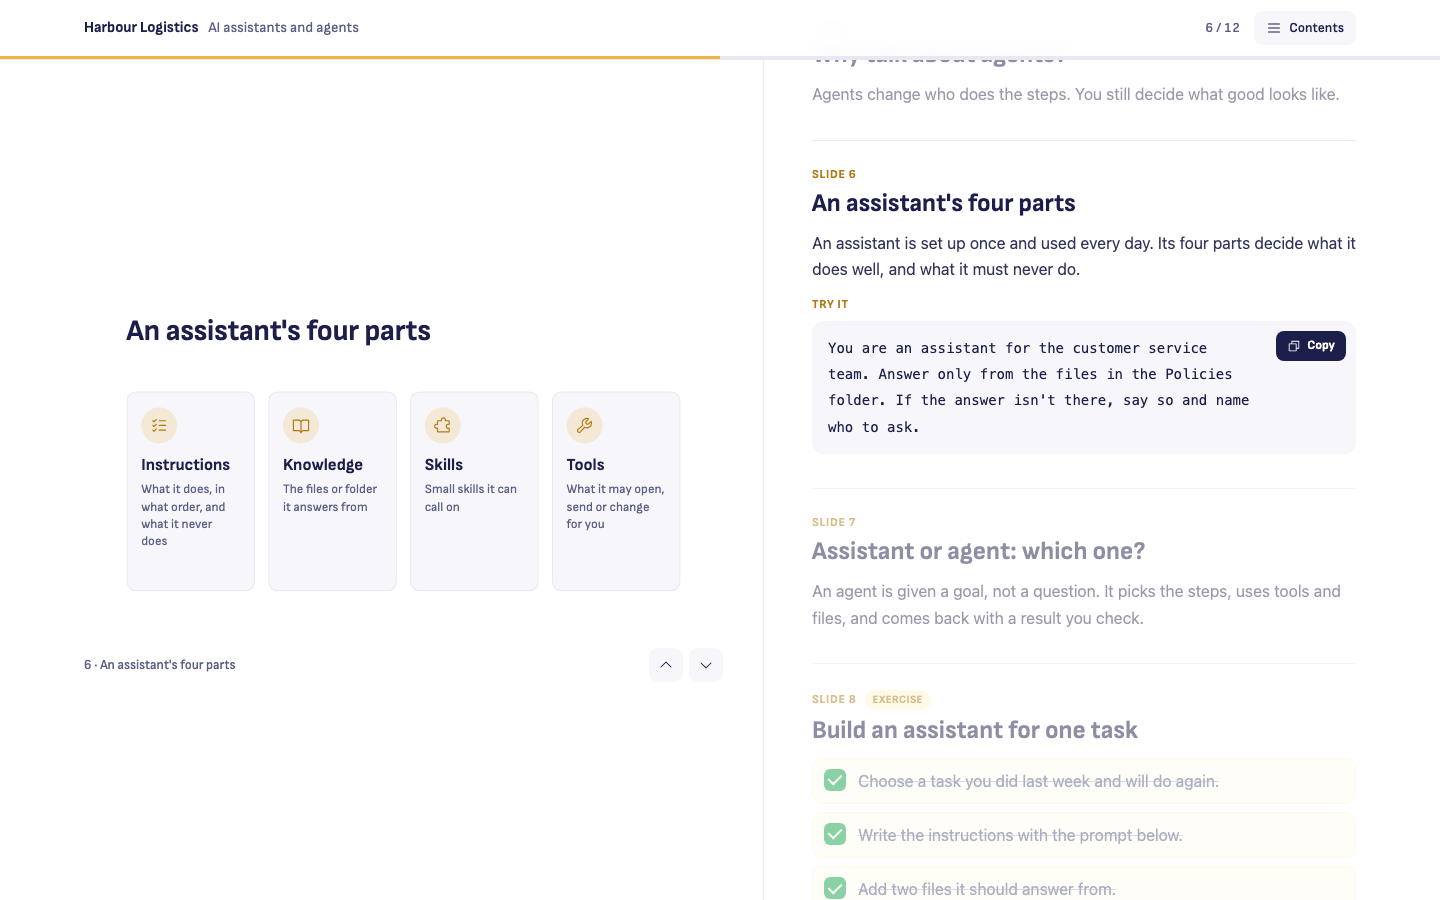 Harbour Logistics AI assistants and agents
6 / 12
Contents
An assistant's four parts
Instructions
What it does, in
what order, and
what it never
does
Knowledge
The files or folder
it answers from
Skills
Small skills it can
call on
Tools
What it may open,
send or change
for you
6 · An assistant's four parts
Why talk about agents?
Agents change who does the steps. You still decide what good looks like.
SLIDE 6
An assistant's four parts
An assistant is set up once and used every day. Its four parts decide what it
does well, and what it must never do.
TRY IT
You are an assistant for the customer service
team. Answer only from the files in the Policies
folder. If the answer isn't there, say so and name
who to ask.
Copy
SLIDE 7
Assistant or agent: which one?
An agent is given a goal, not a question. It picks the steps, uses tools and
files, and comes back with a result you check.
SLIDE 8 EXERCISE
Build an assistant for one task
Choose a task you did last week and will do again.
Write the instructions with the prompt below.
Add two files it should answer from.